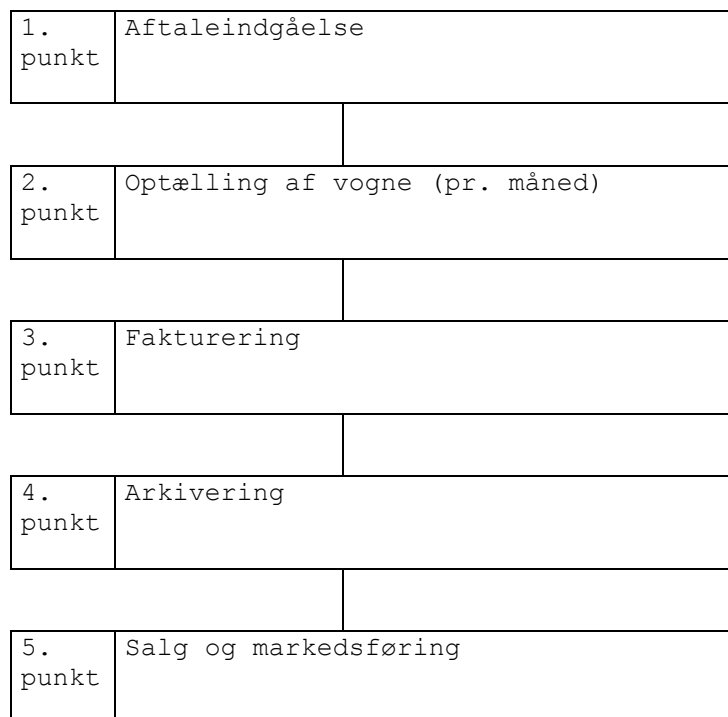 1. Aftaleindgåelse
punkt
2. Optælling af vogne (pr. måned)
punkt
3. Fakturering
punkt
4. Arkivering
punkt
5. Salg og markedsføring
punkt